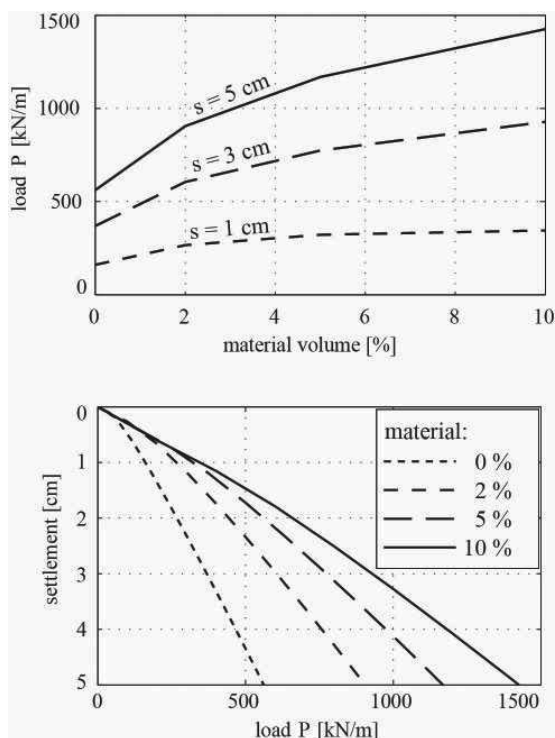 1500
1000
500
0
load P [kN/m]
s = 5 cm
s = 3 cm
s = 1 cm
0 2 4 6 8 10
material volume [%]
0
1
2
3
4
5
settlement [cm]
material:
0 %
2 %
5 %
10 %
0 500 1000 1500
load P [kN/m]